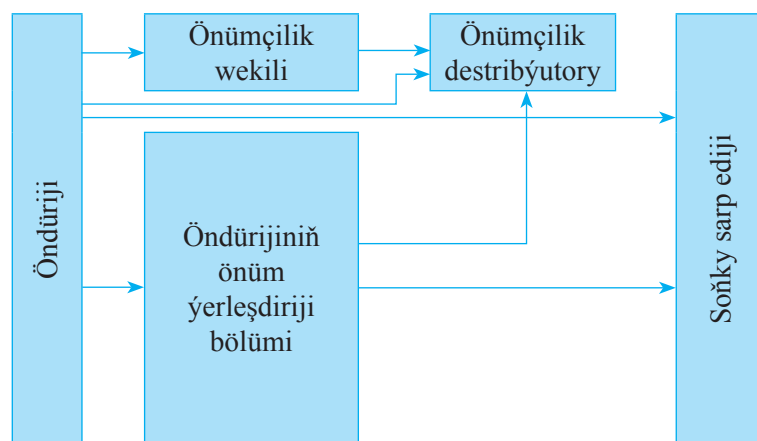 Öndüriji
Önümçilik
wekili
Önümçilik
destribýutory
Öndürijiniň
önüm
ýerleşdiriji
bölümi
Soňky sarp ediji